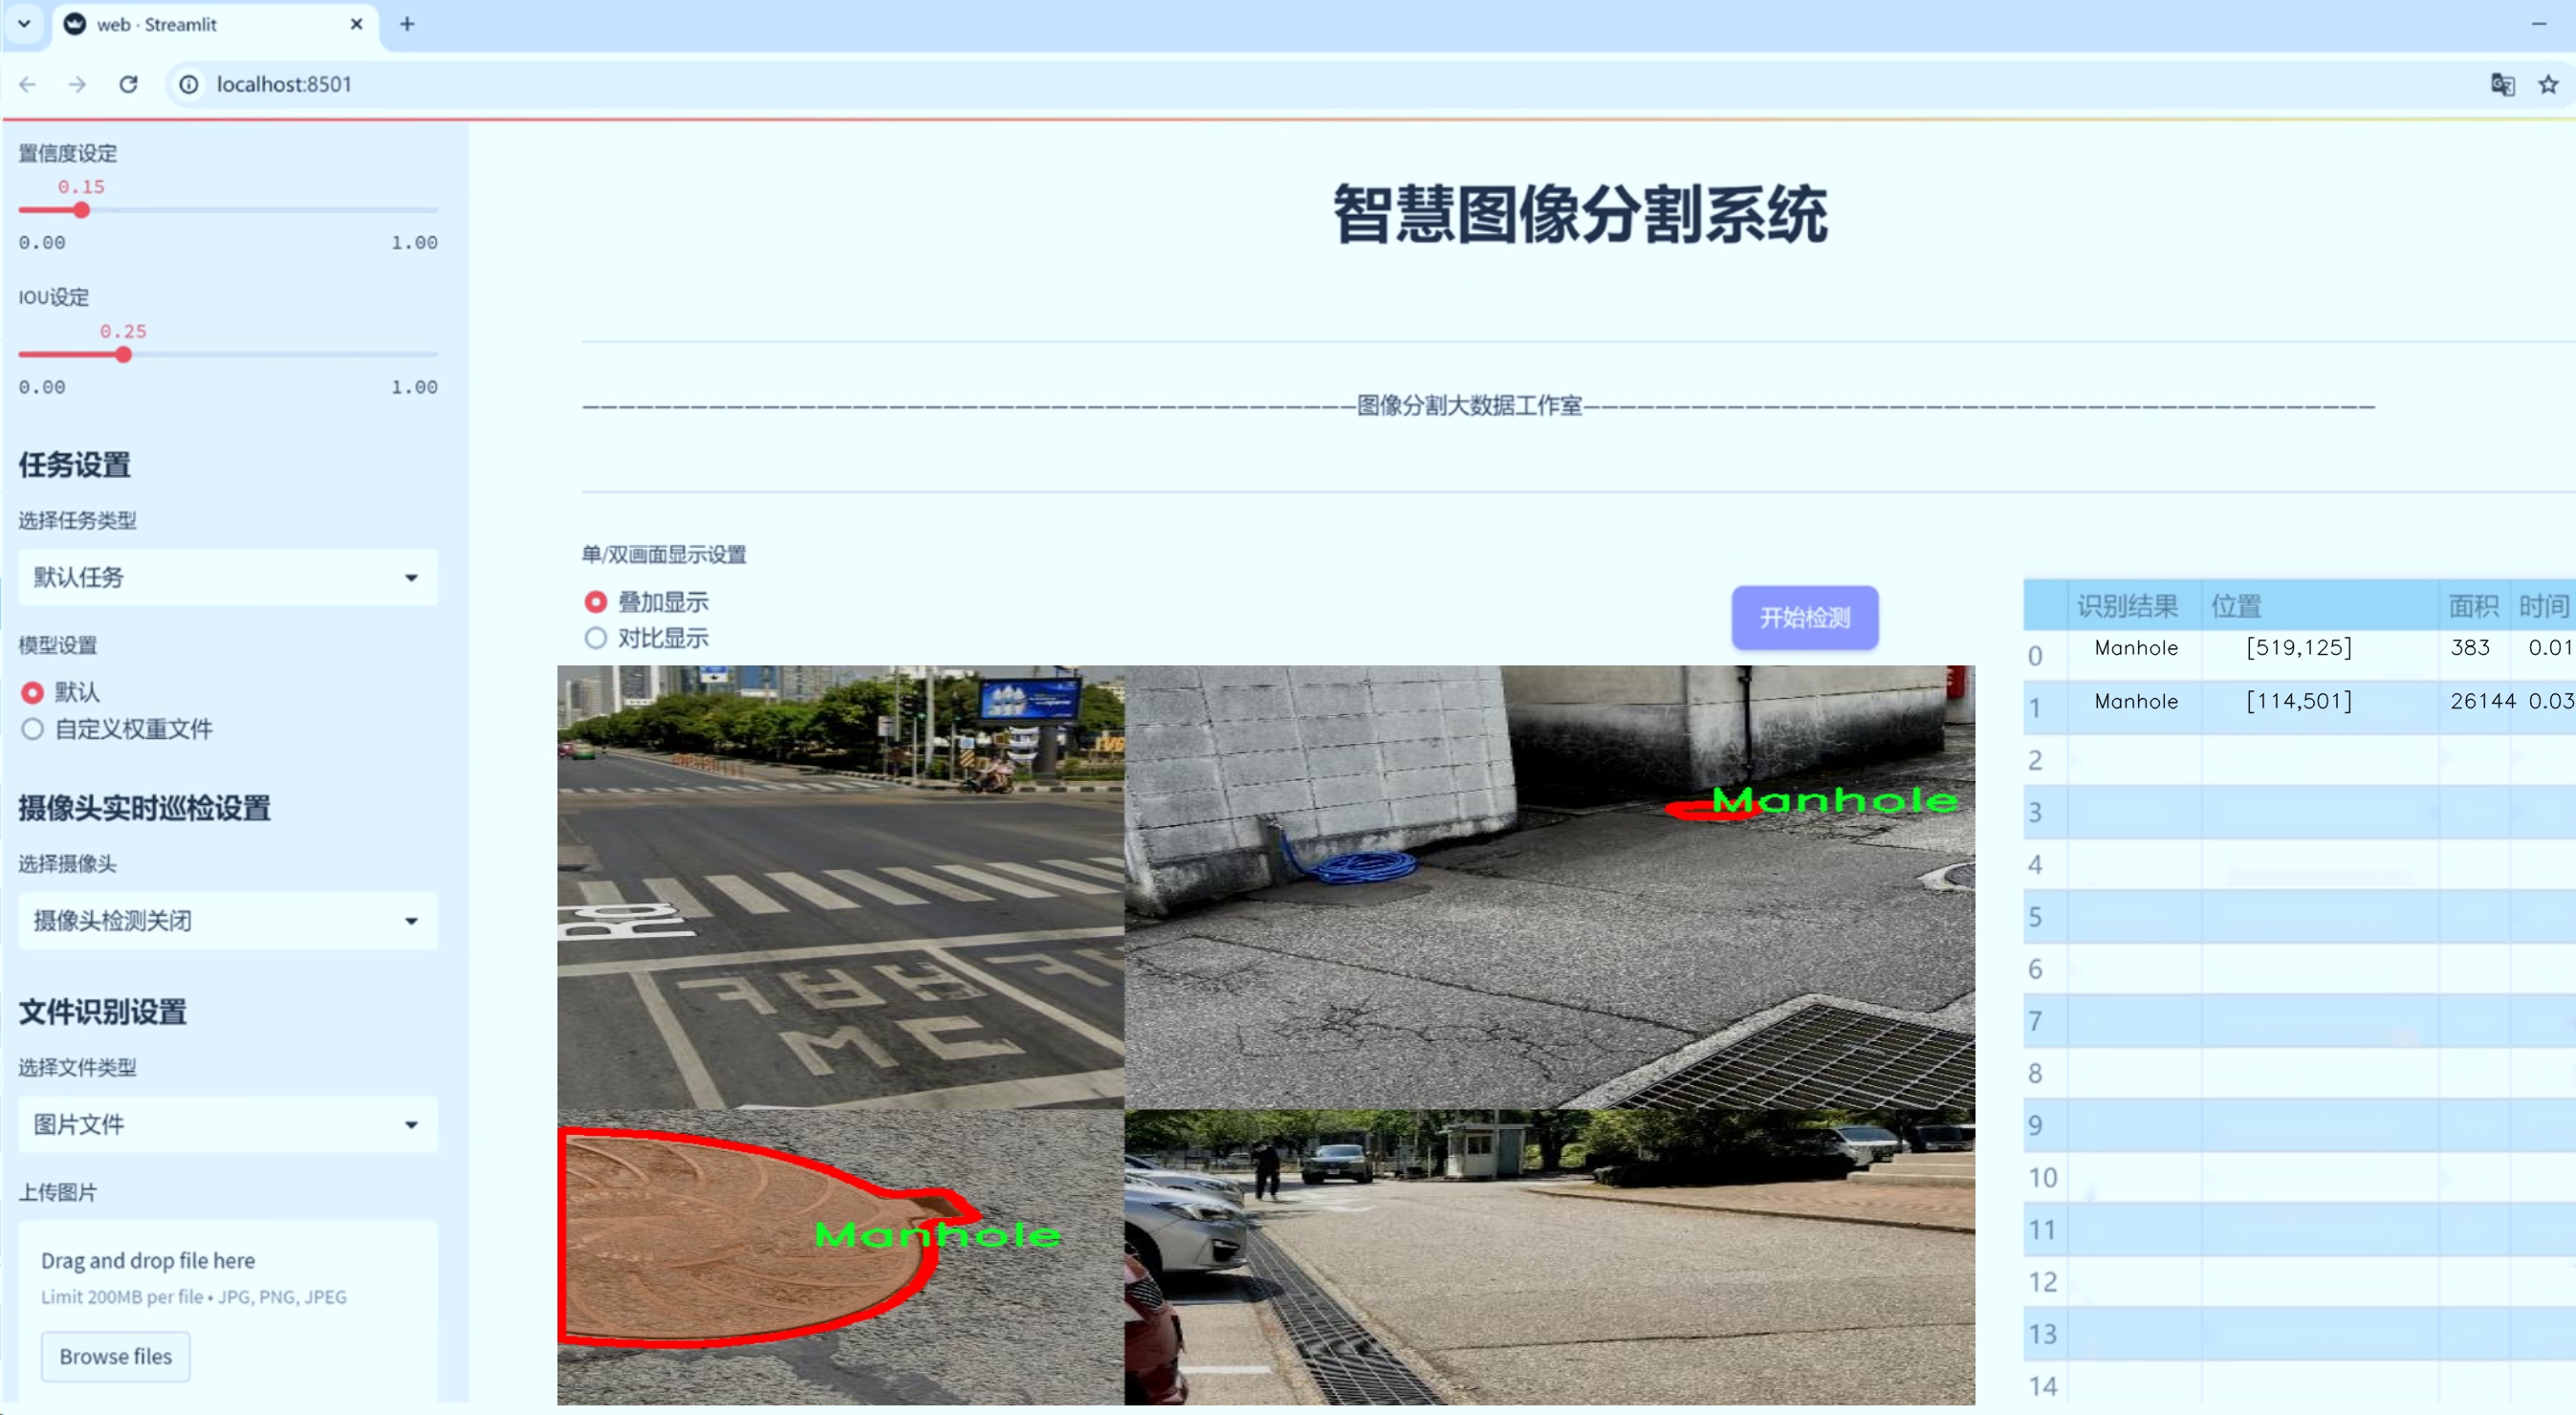 web · Streamlit
localhost:8501
置信度设定
0.15
0.00 1.00
IOU设定
0.25
0.00 1.00
任务设置
选择任务类型
默认任务
模型设置
默认
自定义权重文件
摄像头实时巡检设置
选择摄像头
摄像头检测关闭
文件识别设置
选择文件类型
图片文件
上传图片
Drag and drop file here
Limit 200MB per file • JPG, PNG, JPEG
Browse files
智慧图像分割系统
———————————————————————————————————————————图像分割大数据工作室————————————————————————————————————————————
单/双画面显示设置
叠加显示
对比显示
开始检测
Manhole
Manhole
识别结果 位置 面积 时间
0 Manhole [519,125] 383 0.01
1 Manhole [114,501] 26144 0.03
2
3
4
5
6
7
8
9
10
11
12
13
14